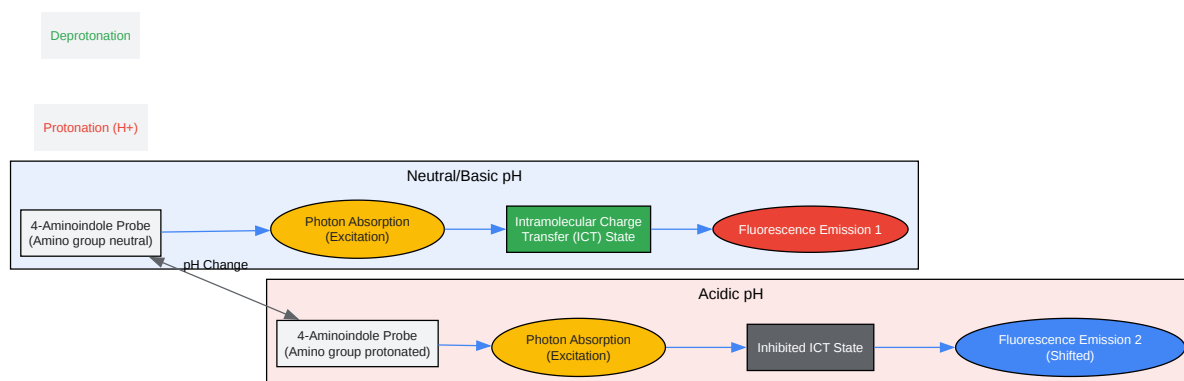 Deprotonation
Protonation (H+)
Neutral/Basic pH
4-Aminoindole Probe
(Amino group neutral)
Photon Absorption
(Excitation)
Intramolecular Charge
Transfer (ICT) State
Fluorescence Emission 1
pH Change
Acidic pH
4-Aminoindole Probe
(Amino group protonated)
Photon Absorption
(Excitation)
Inhibited ICT State
Fluorescence Emission 2
(Shifted)